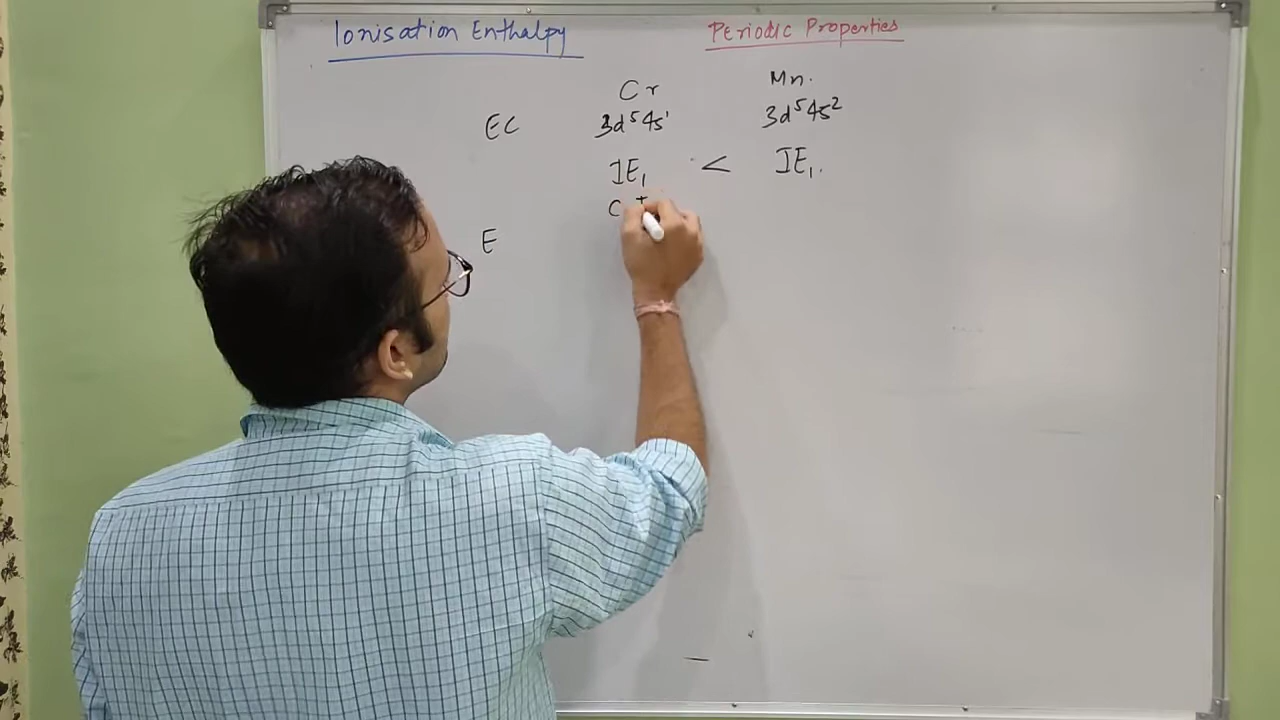 Ionisation Enthalpy Periodic Properties
Cr Mn.
EC 3d⁵4s¹ 3d⁵4s²
IE₁ < IE₁.
C +
E